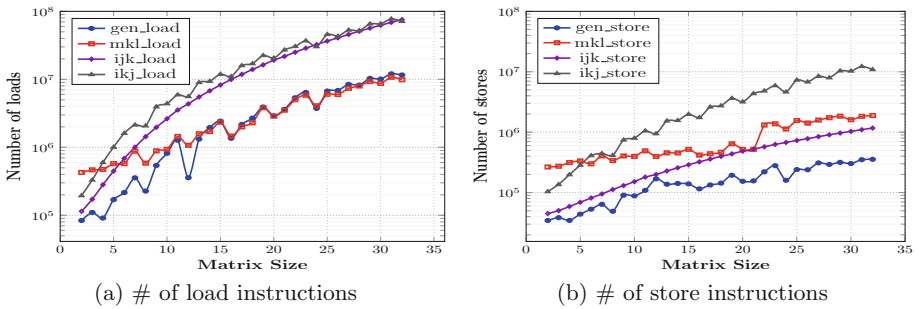 10^8
10^7
10^6
10^5
Number of loads
gen_load
mkl_load
ijk_load
ikj_load
0 5 10 15 20 25 30 35
Matrix Size
(a) # of load instructions
10^8
10^7
10^6
10^5
Number of stores
gen_store
mkl_store
ijk_store
ikj_store
0 5 10 15 20 25 30 35
Matrix Size
(b) # of store instructions